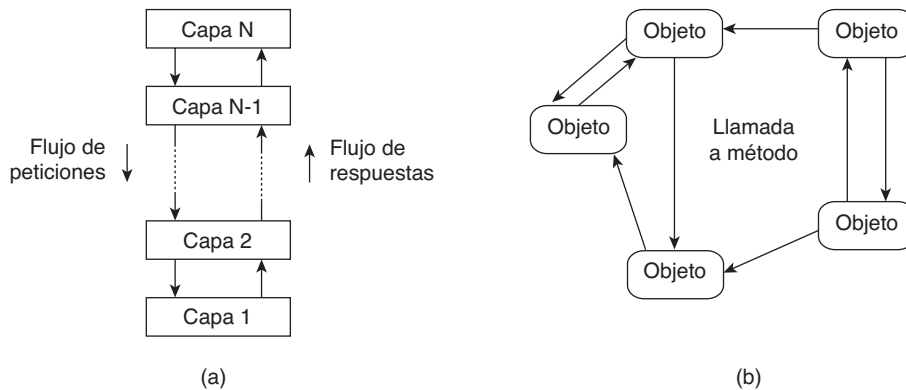 Capa N
Capa N-1
Flujo de
peticiones
Flujo de
respuestas
Capa 2
Capa 1
(a)
Objeto
Objeto
Objeto
Llamada
a método
Objeto
Objeto
(b)